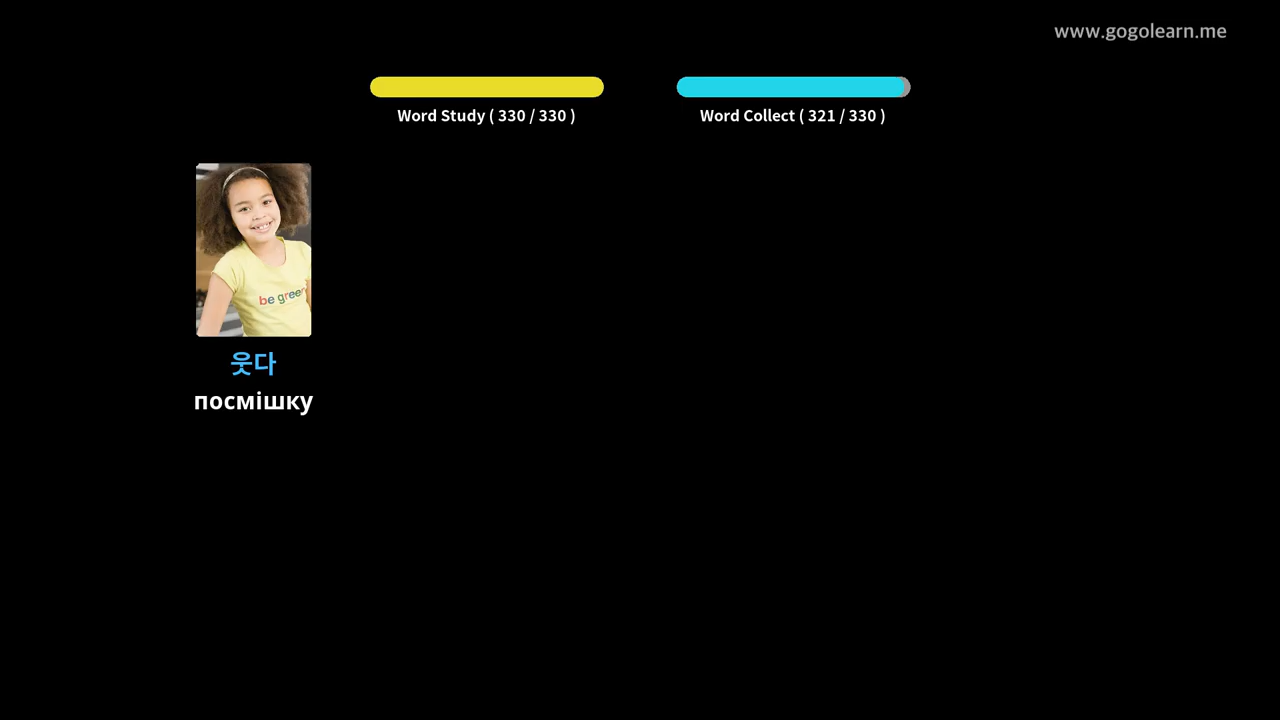 www.gogolearn.me
Word Study ( 330 / 330 )
Word Collect ( 321 / 330 )
be green
웃다
посмішку